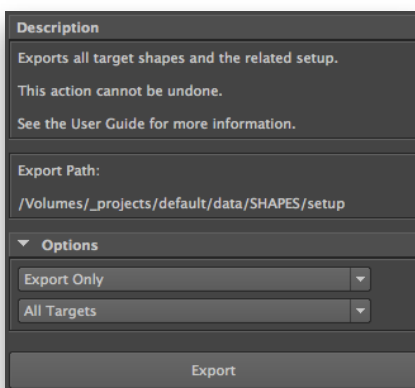 Description
Exports all target shapes and the related setup.
This action cannot be undone.
See the User Guide for more information.
Export Path:
/Volumes/_projects/default/data/SHAPES/setup
Options
Export Only
All Targets
Export